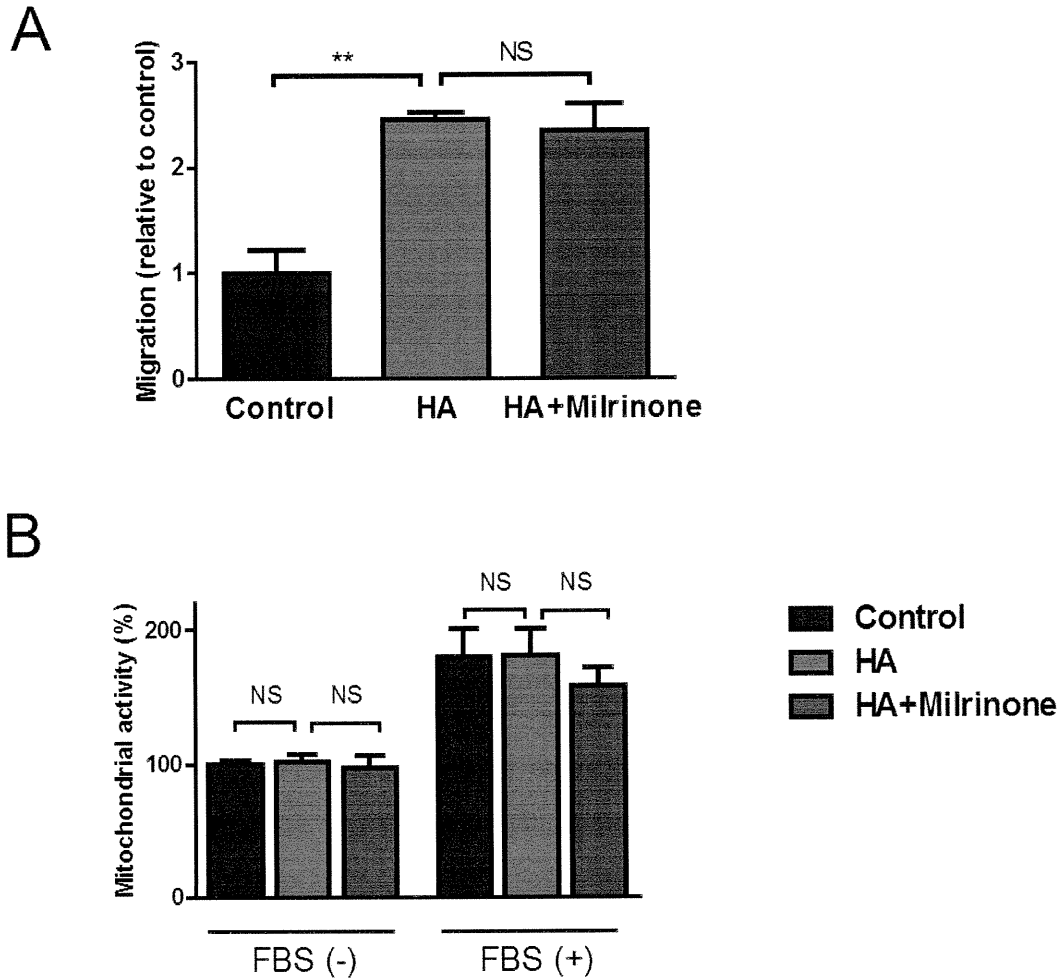 A
Migration (relative to control)
3
2
1
0
**
NS
Control
HA
HA+Milrinone
B
Mitochondrial activity (%)
200
100
0
NS
NS
NS
NS
FBS (-)
FBS (+)
Control
HA
HA+Milrinone